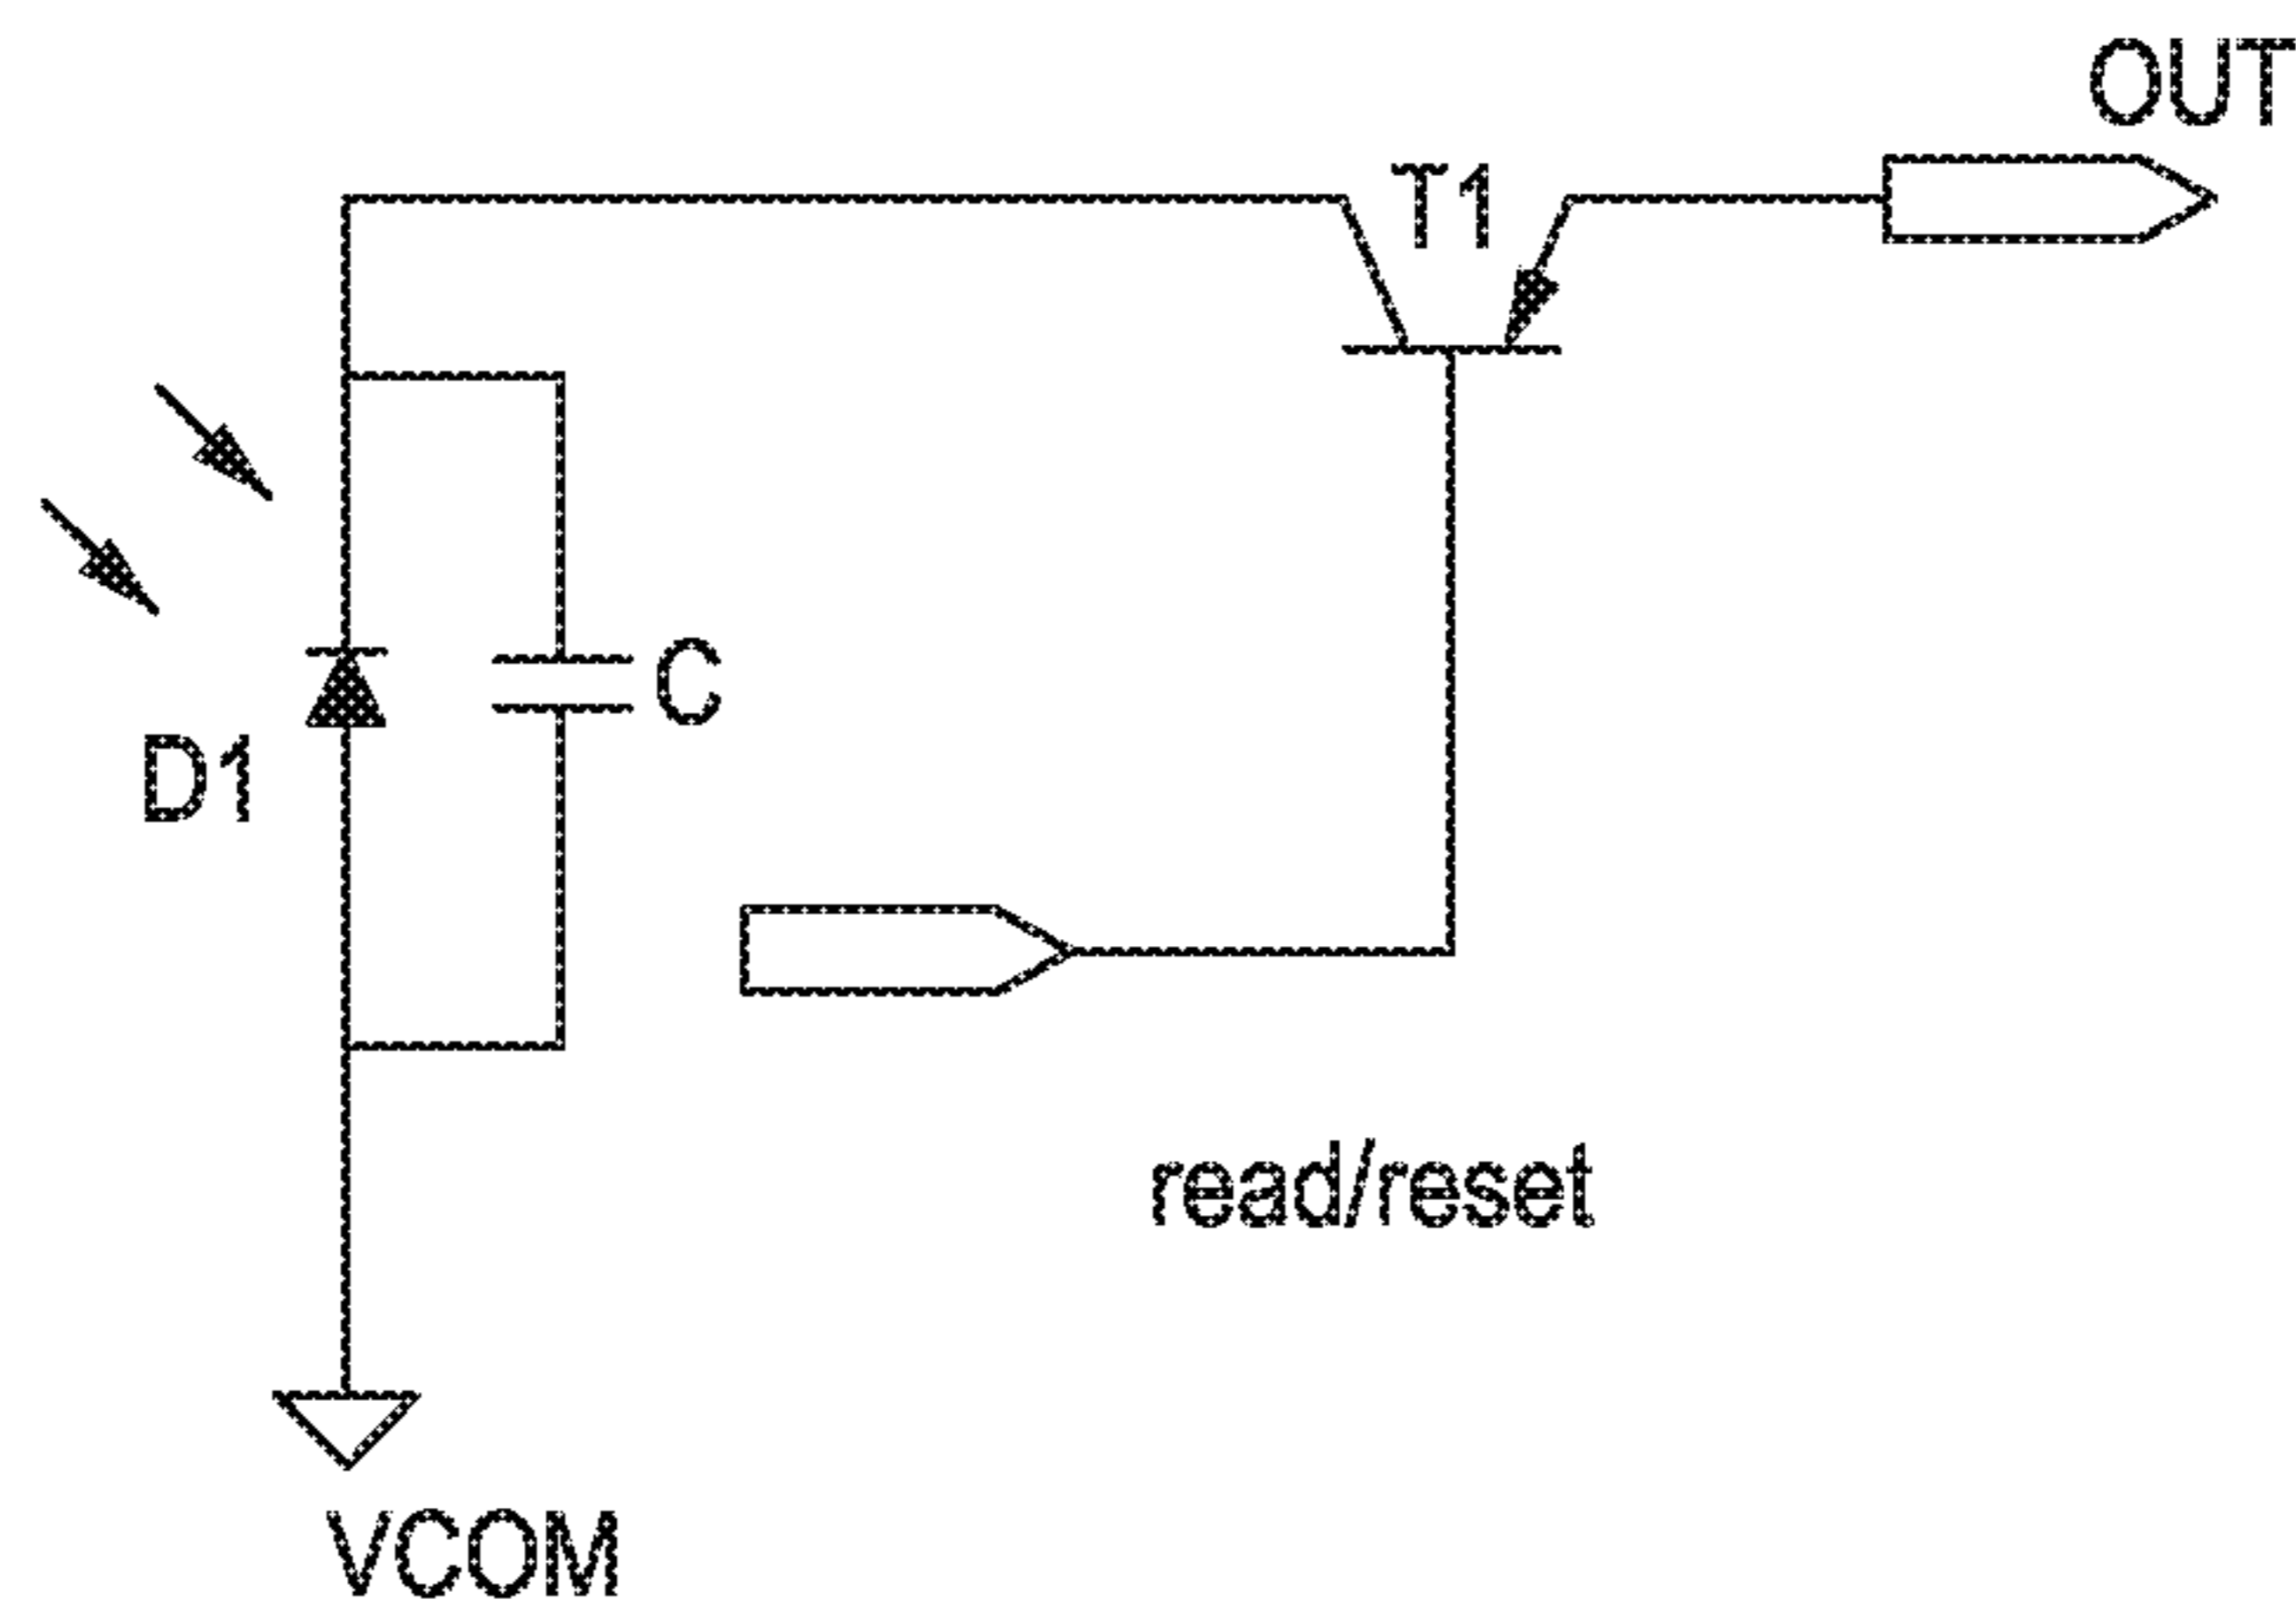 OUT
T1
C
D1
read/reset
VCOM